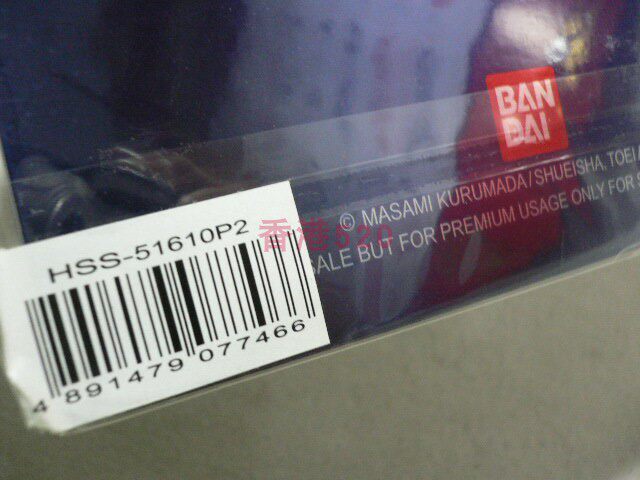 BAN
DAI
© MASAMI KURUMADA/SHUEISHA, TOEI A
SALE BUT FOR PREMIUM USAGE ONLY FOR S
香港520
HSS-51610P2
4 891479 077466